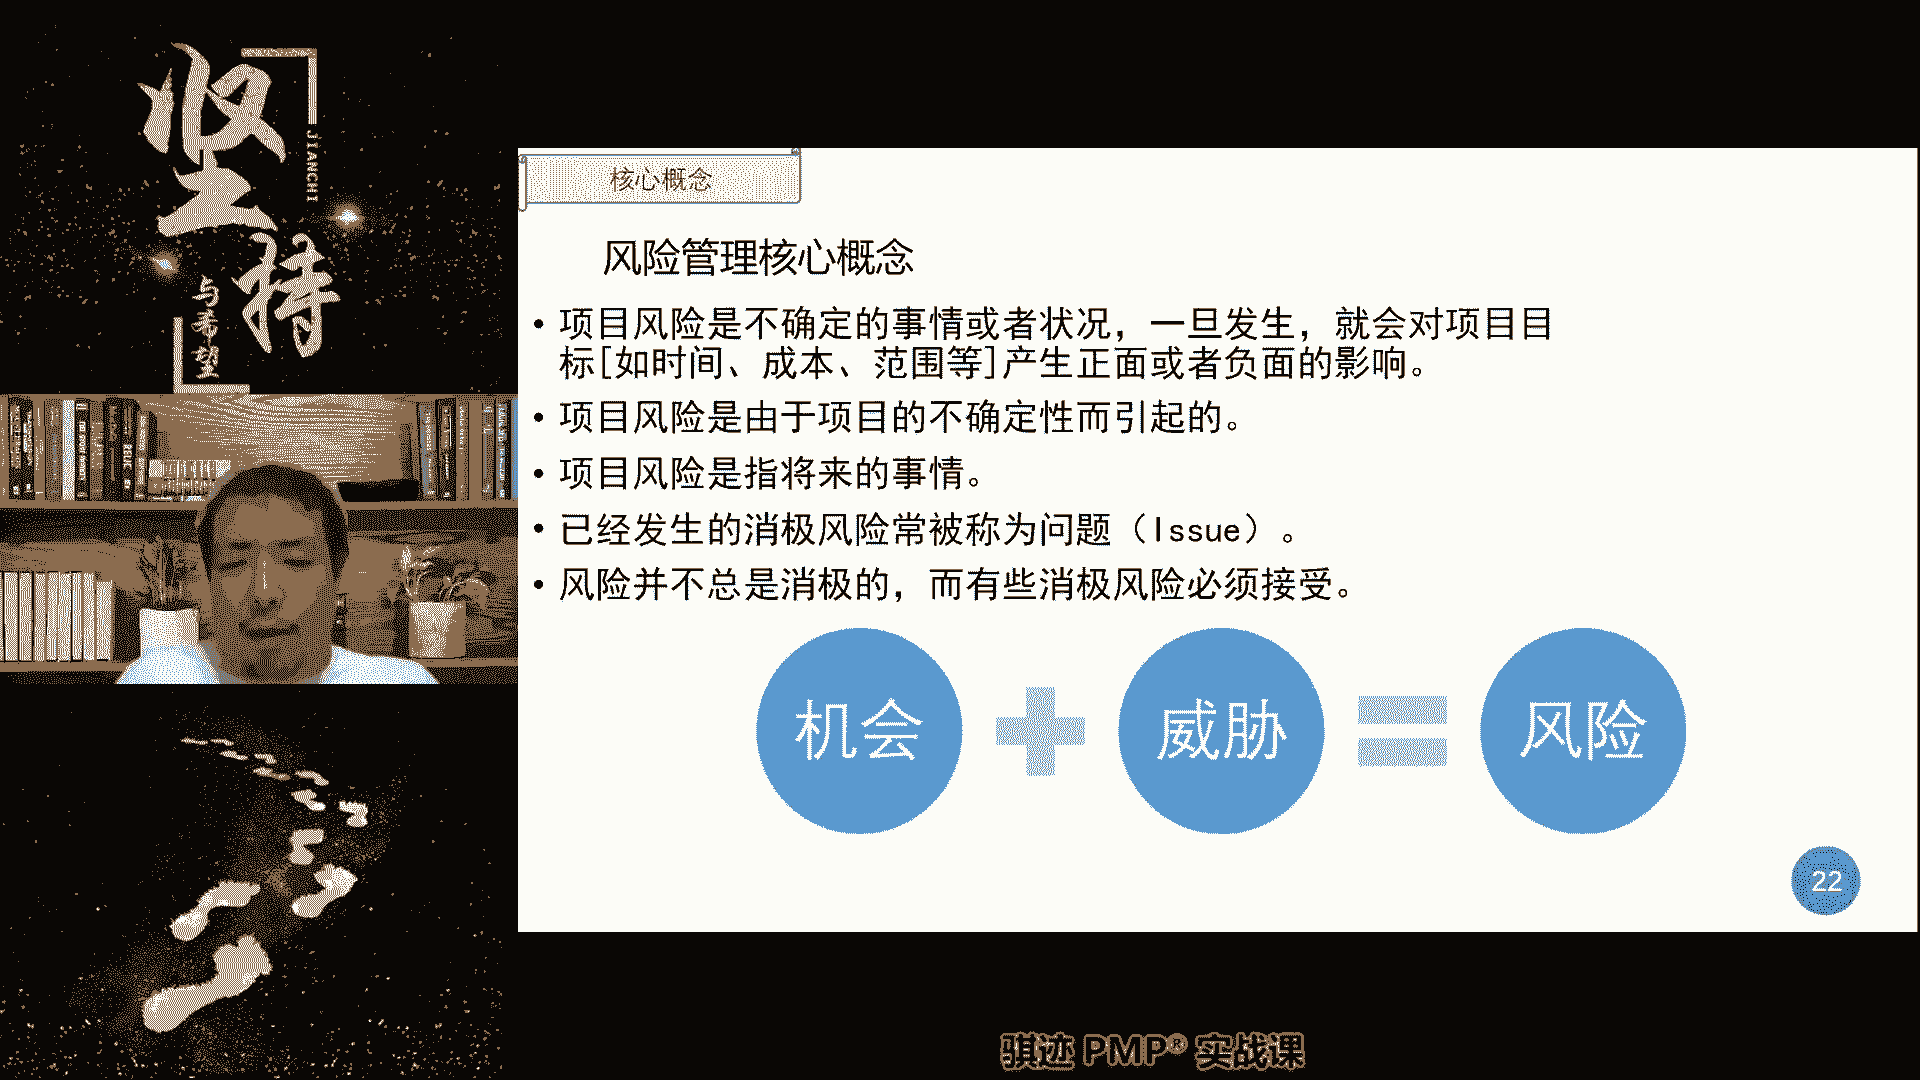 坚持
JIANCHI
与希望
核心概念
风险管理核心概念
• 项目风险是不确定的事情或者状况，一旦发生，就会对项目目
标[如时间、成本、范围等]产生正面或者负面的影响。
• 项目风险是由于项目的不确定性而引起的。
• 项目风险是指将来的事情。
• 已经发生的消极风险常被称为问题（Issue）。
• 风险并不总是消极的，而有些消极风险必须接受。
机会 + 威胁 = 风险
22
骐迹 PMP® 实战课